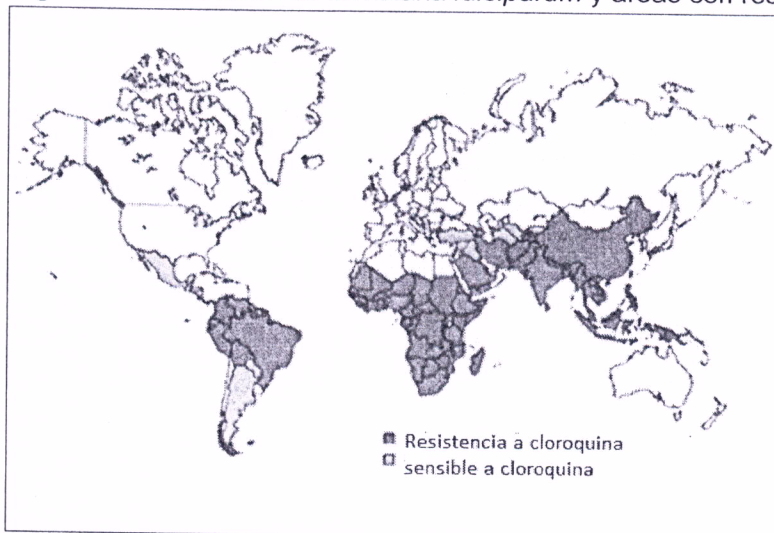 falciparum y áreas con
Resistencia a cloroquina
sensible a cloroquina